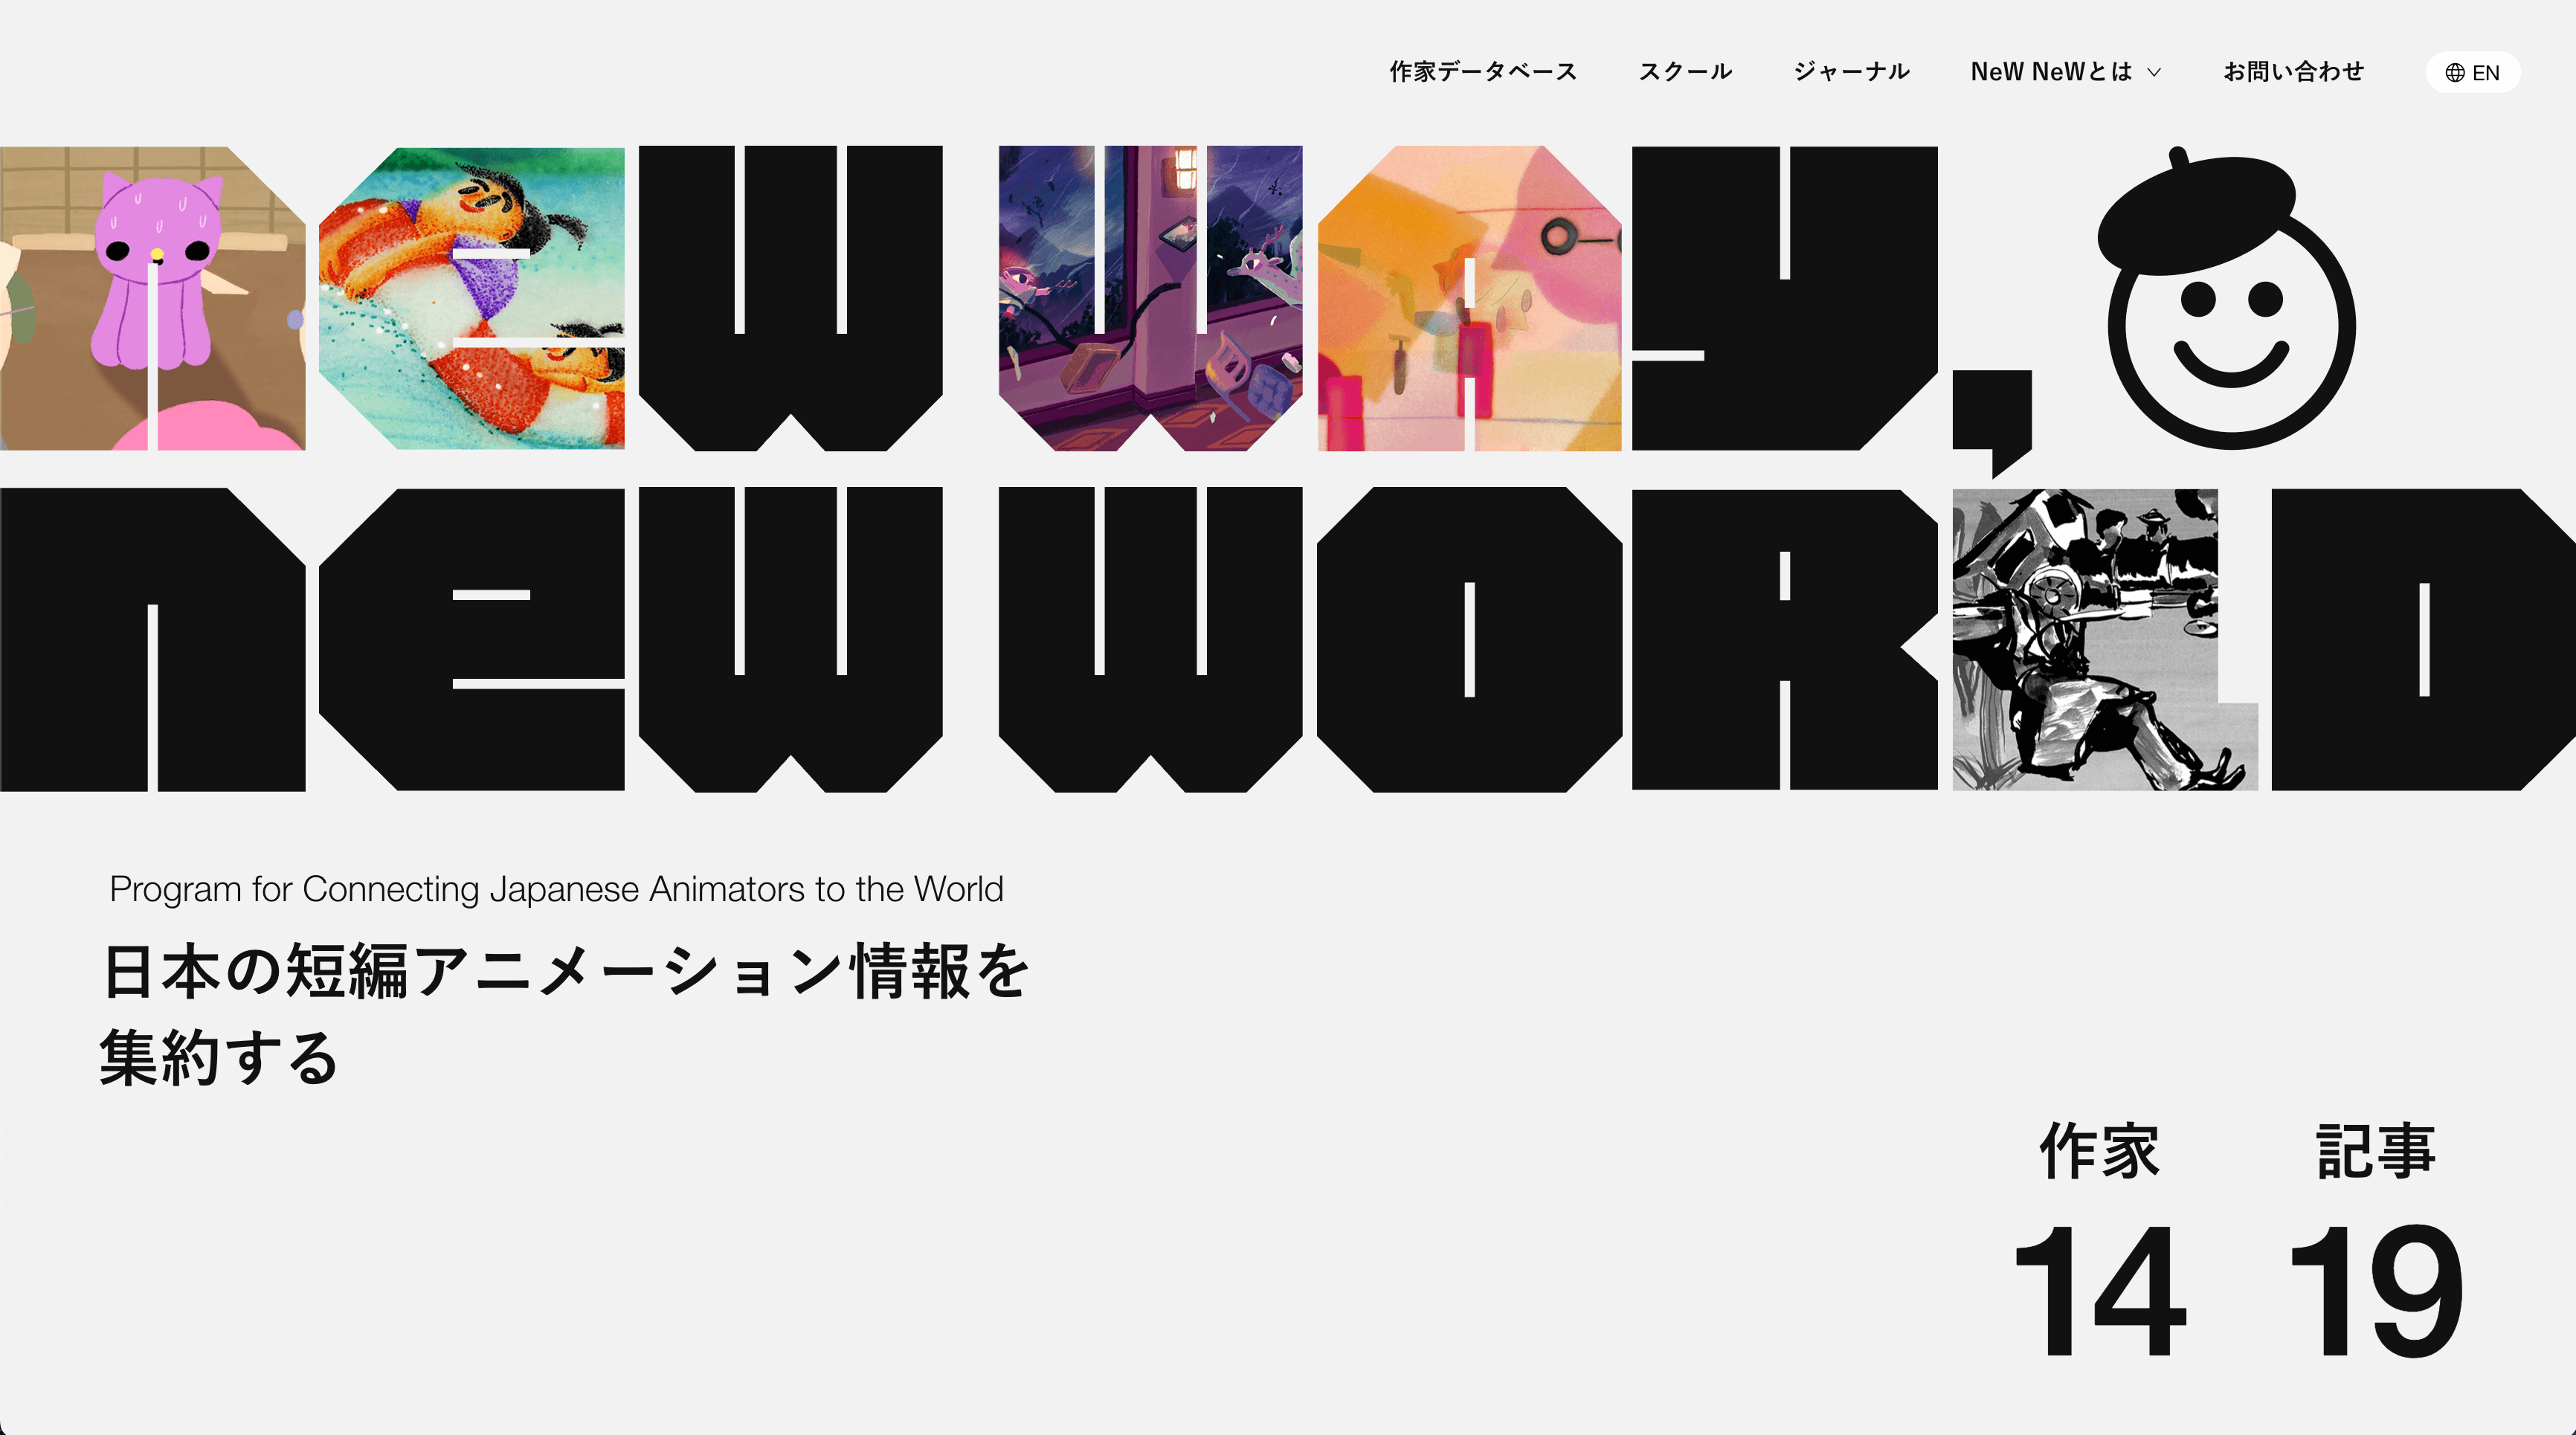 作家データベース スクール ジャーナル NeW NeWとは お問い合わせ EN
new way,
new world
Program for Connecting Japanese Animators to the World
日本の短編アニメーション情報を
集約する
作家 記事
14 19